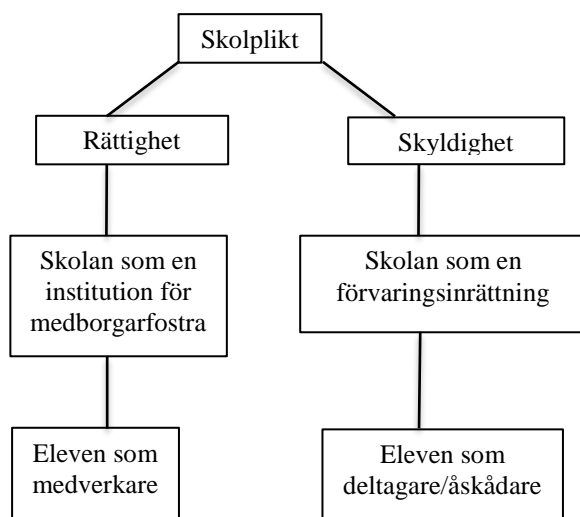 Skolplikt
Rättighet
Skyldighet
Skolan som en
institution för
medborgarfostra
Skolan som en
förvaringsinrättning
Eleven som
medverkare
Eleven som
deltagare/åskådare